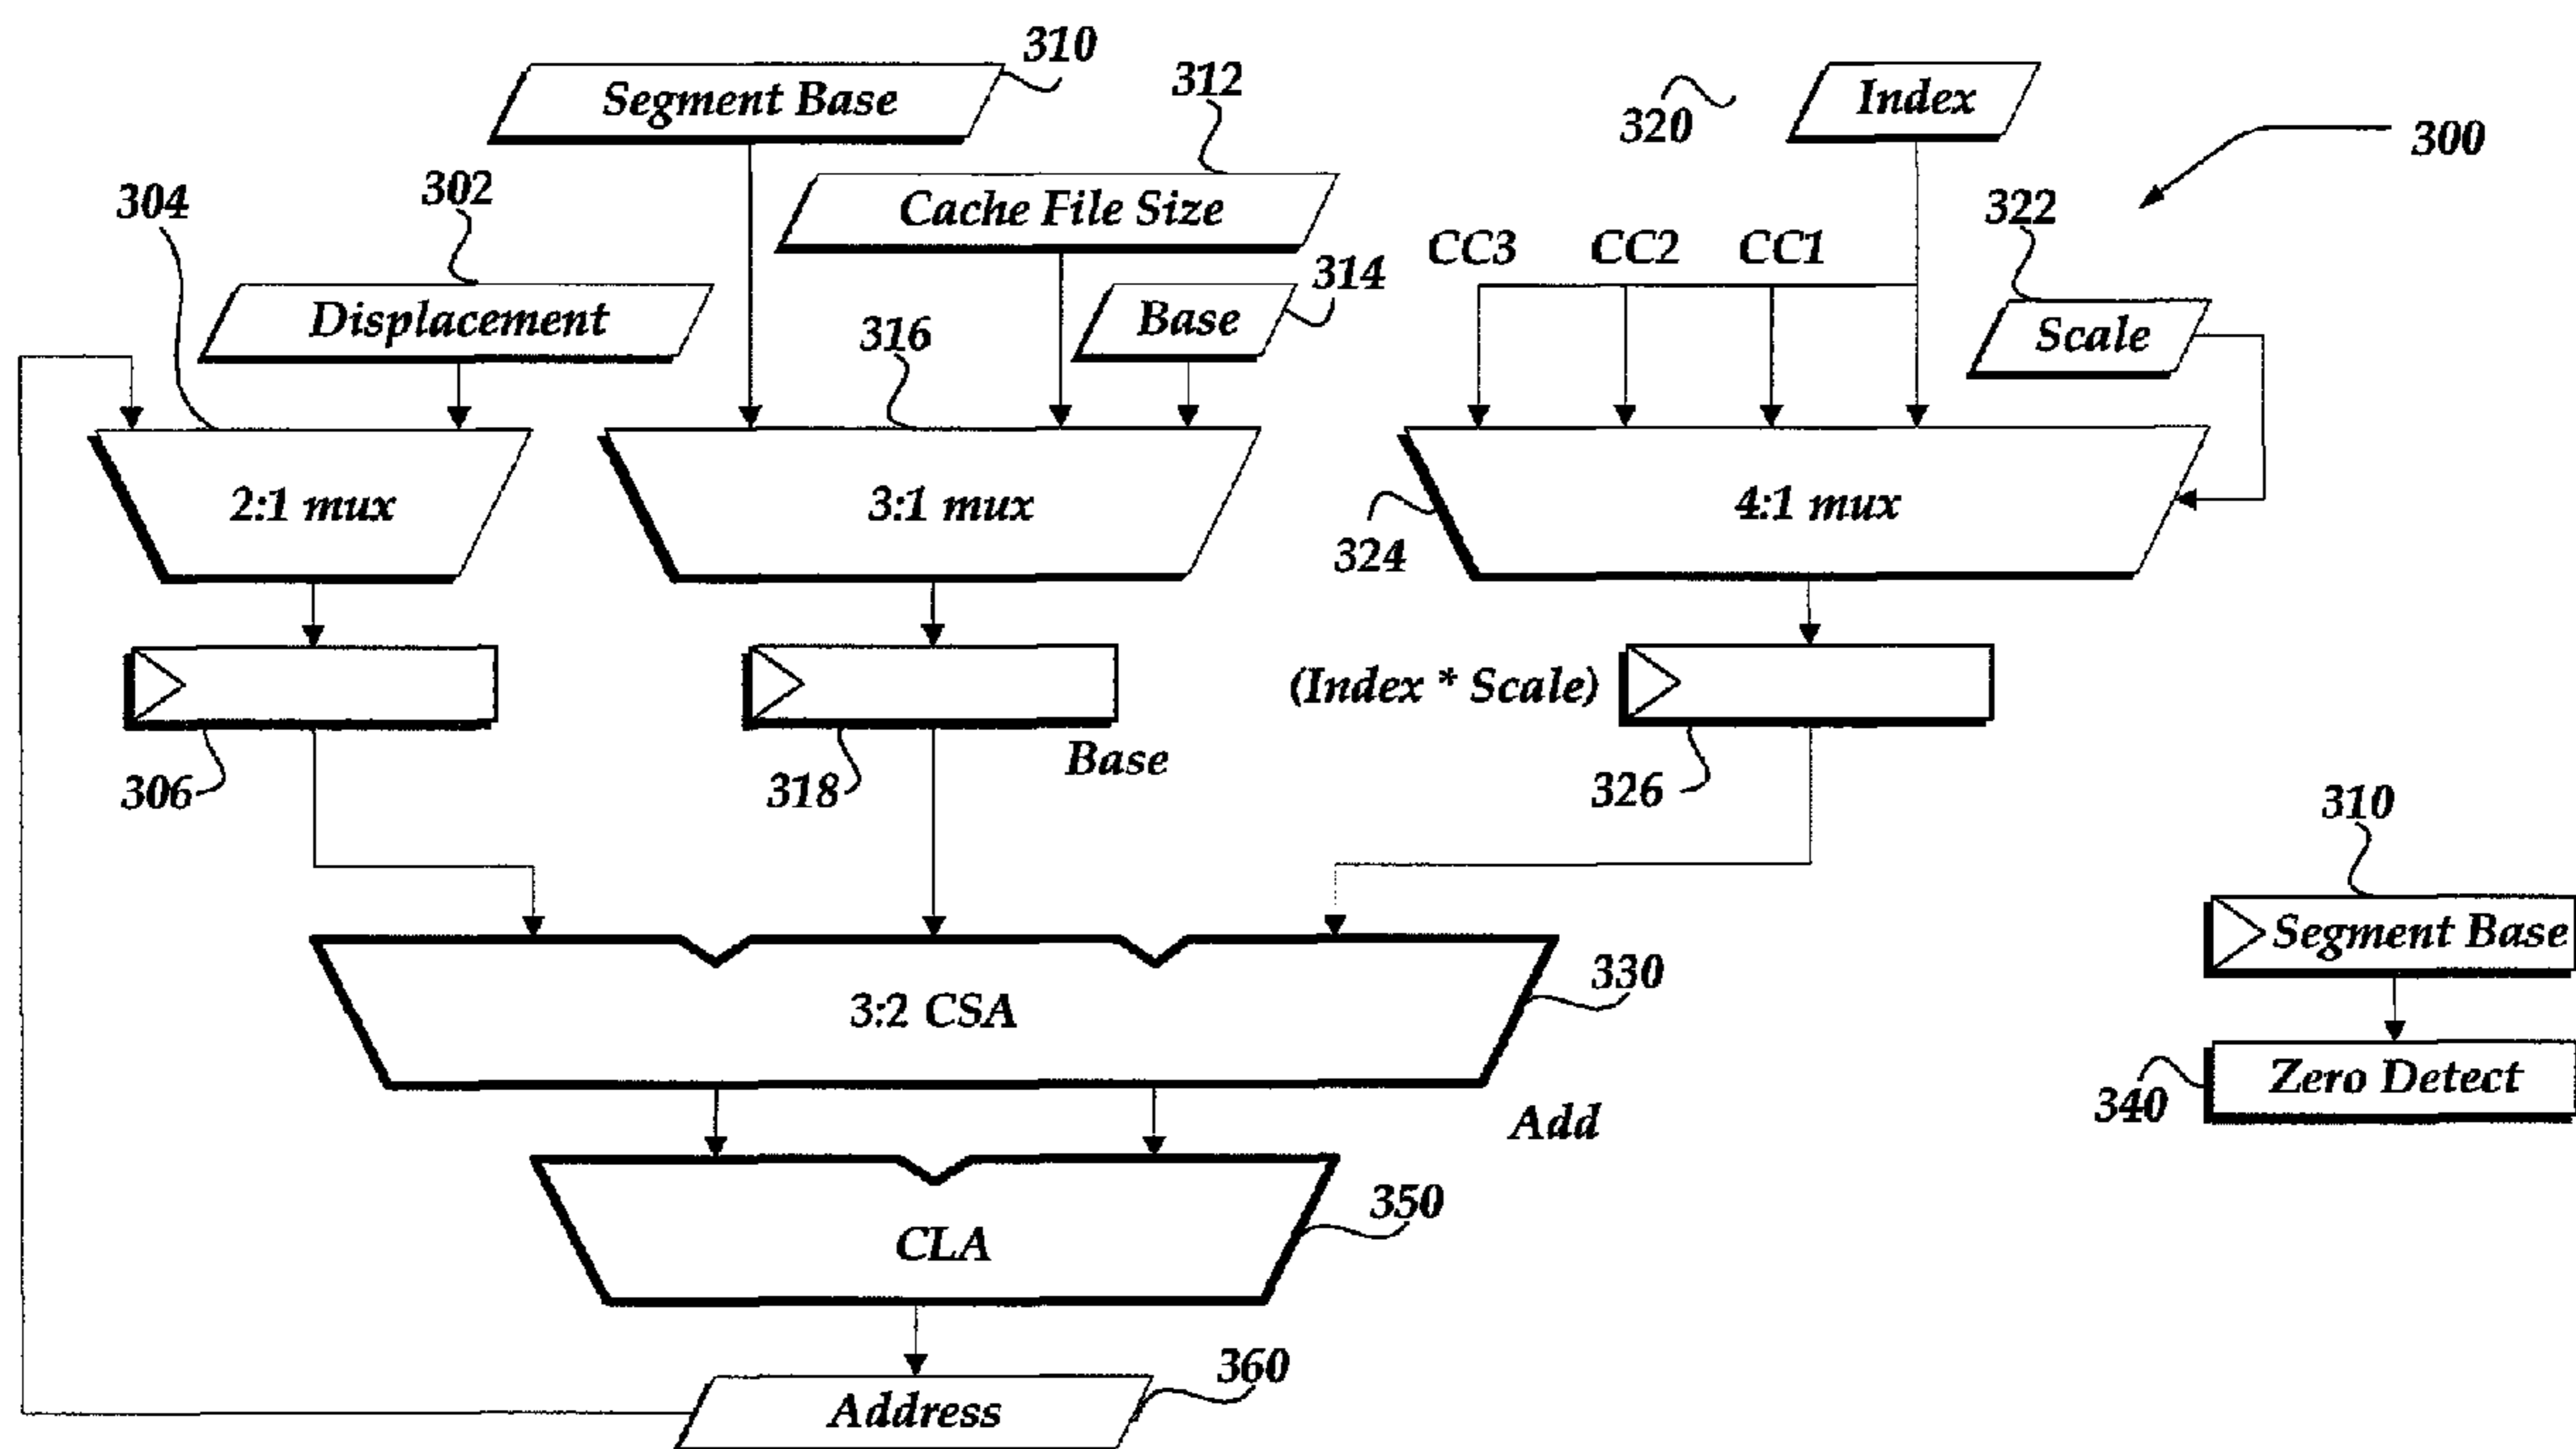 310
Segment Base
312
320
Index
300
304
302
Cache File Size
322
CC3 CC2 CC1
314
Displacement
316
Base
Scale
2:1 mux
3:1 mux
4:1 mux
324
(Index * Scale)
306
318
Base
326
310
Segment Base
330
3:2 CSA
Zero Detect
340
Add
350
CLA
360
Address